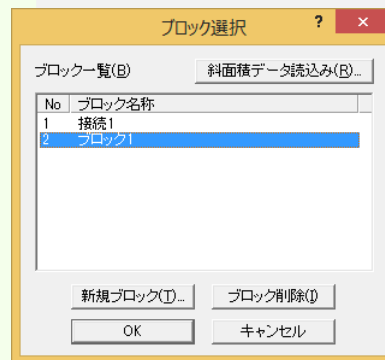 ブロック選択 ? ×
ブロック一覧(B) 斜面積データ読込み(R)...
No ブロック名称
1 接続1
2 ブロック1
新規ブロック(T)... ブロック削除(I)
OK キャンセル